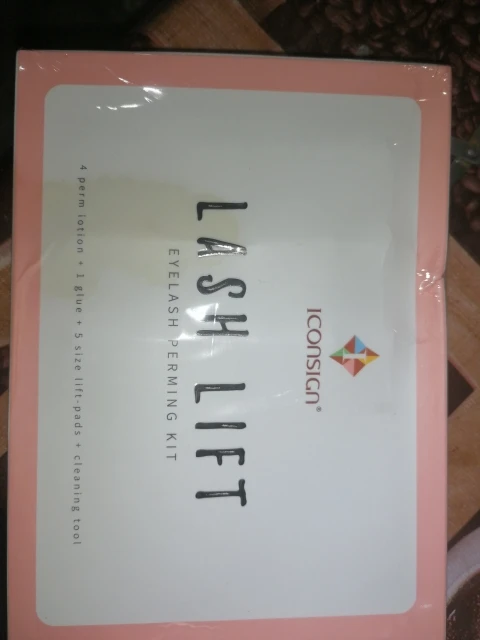 ICONSIGN®
LASH LIFT
EYELASH PERMING KIT
4 perm lotion + 1 glue + 5 size lift-pads + cleaning tool